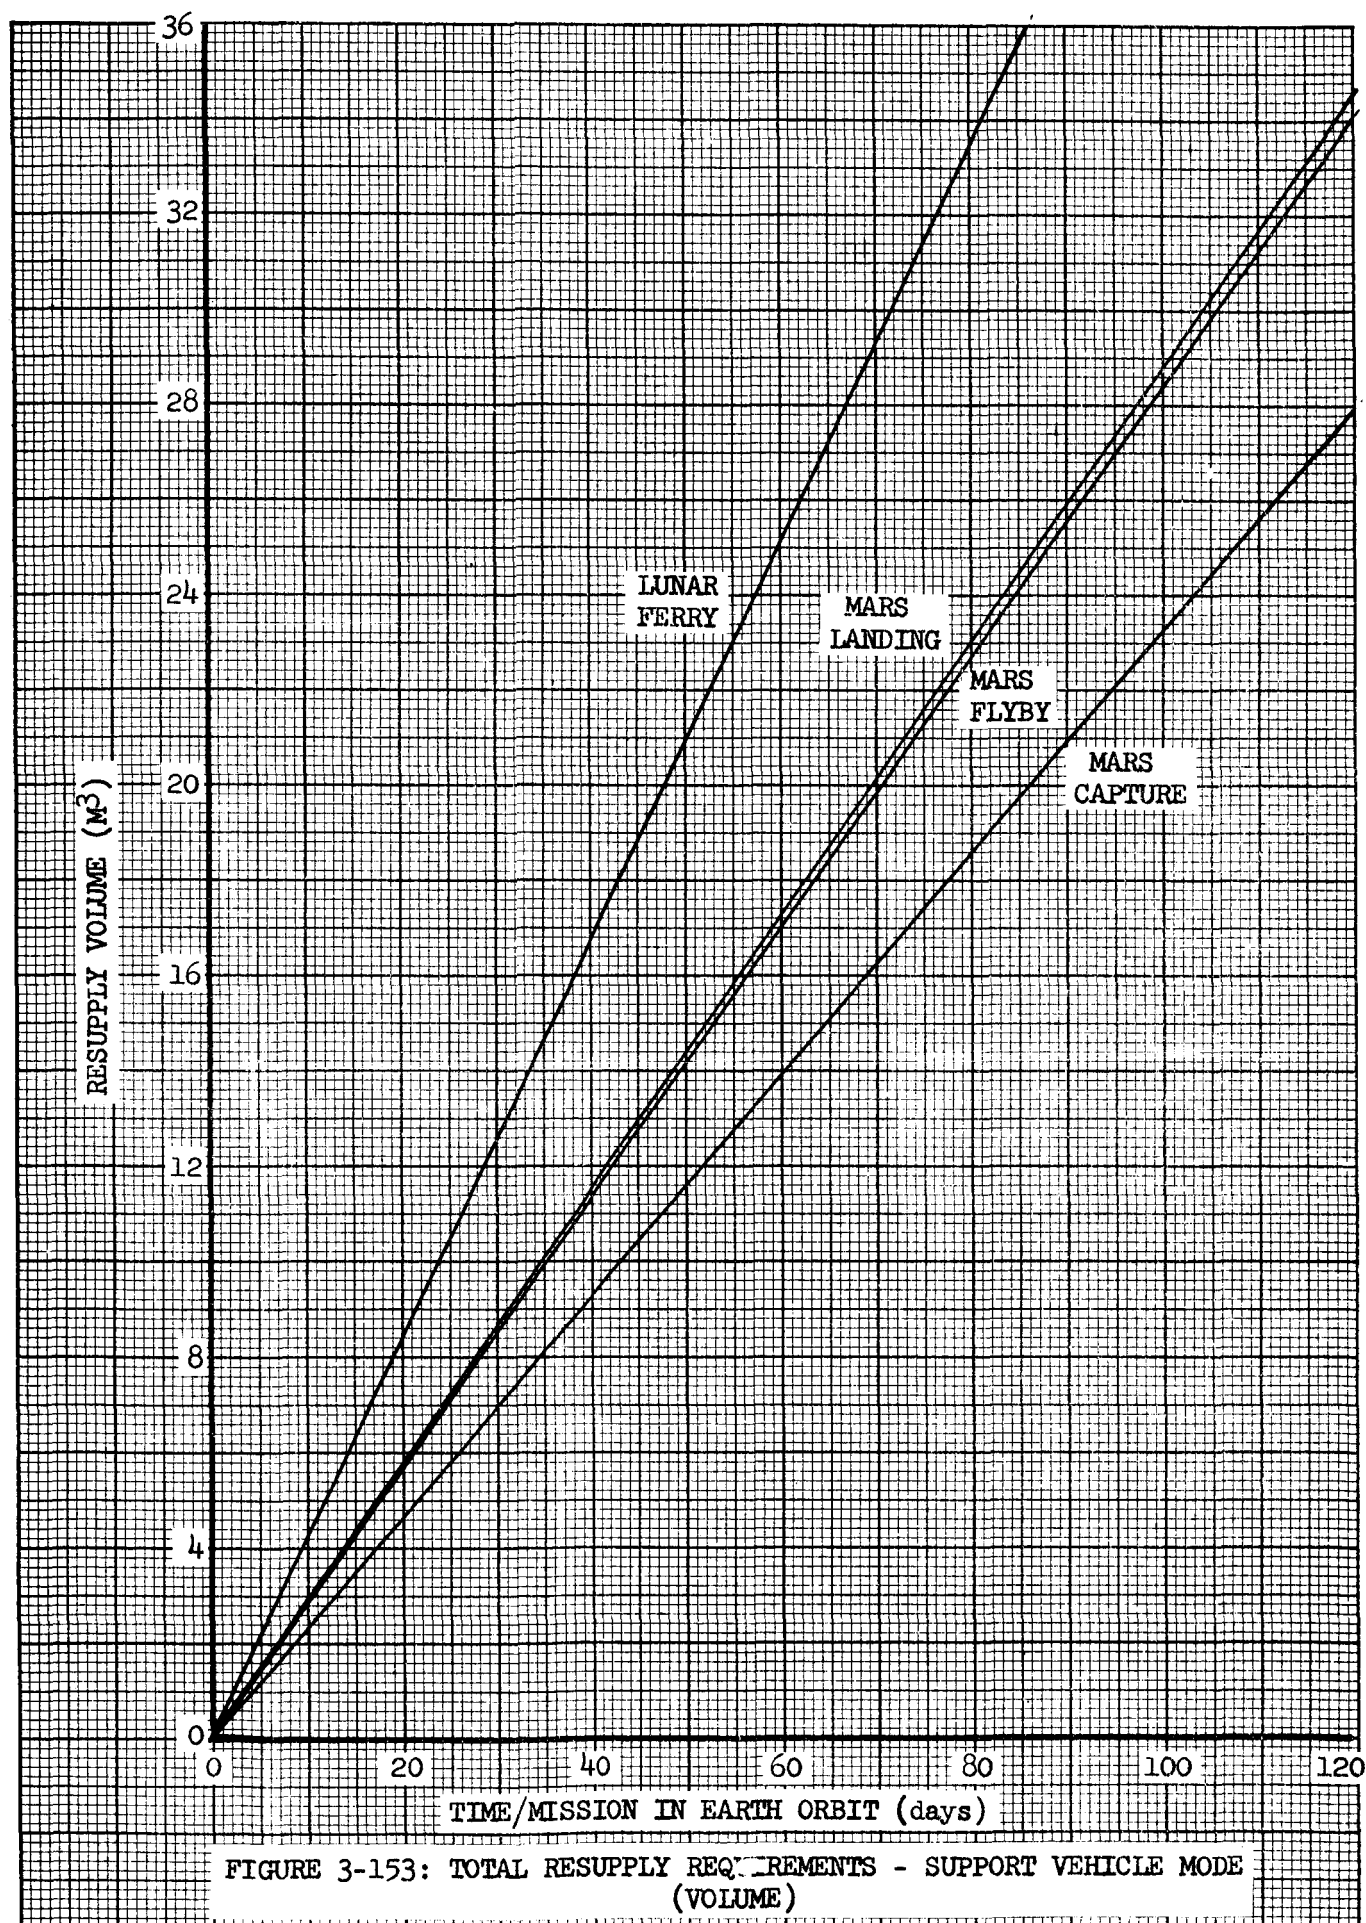 36
32
28
24
20
16
12
8
4
0
RESUPPLY VOLUME (M3)
LUNAR
FERRY
MARS
LANDING
MARS
FLYBY
MARS
CAPTURE
0 20 40 60 80 100 120
TIME/MISSION IN EARTH ORBIT (days)
FIGURE 3-153: TOTAL RESUPPLY - SUPPORT VEHICLE MODE
(VOLUME)